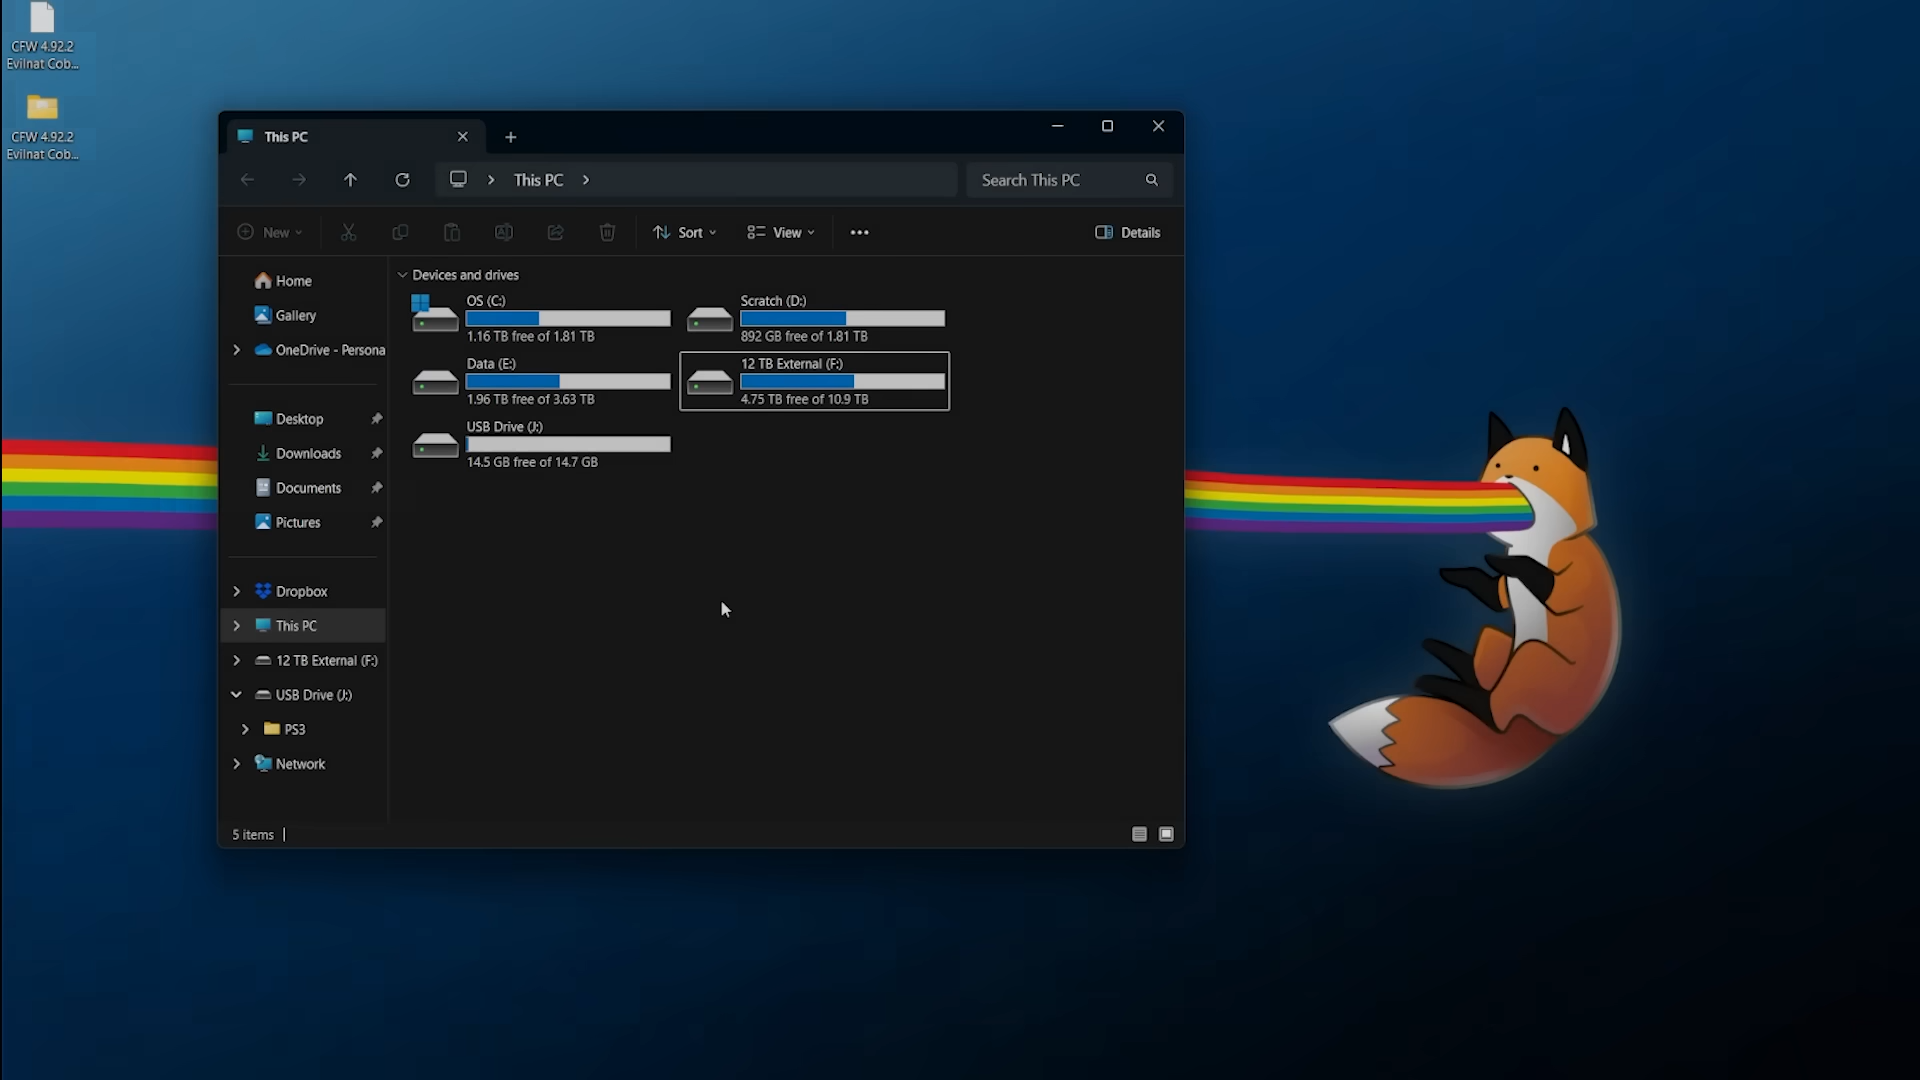 CFW 4.92.2
Evilnat Cob...
CFW 4.92.2
Evilnat Cob...
This PC
This PC
Search This PC
New
Sort
View
Details
Home
Gallery
OneDrive - Persona
Desktop
Downloads
Documents
Pictures
Dropbox
This PC
12 TB External (F:)
USB Drive (J:)
PS3
Network
Devices and drives
OS (C:)
1.16 TB free of 1.81 TB
Scratch (D:)
892 GB free of 1.81 TB
Data (E:)
1.96 TB free of 3.63 TB
12 TB External (F:)
4.75 TB free of 10.9 TB
USB Drive (J:)
14.5 GB free of 14.7 GB
5 items